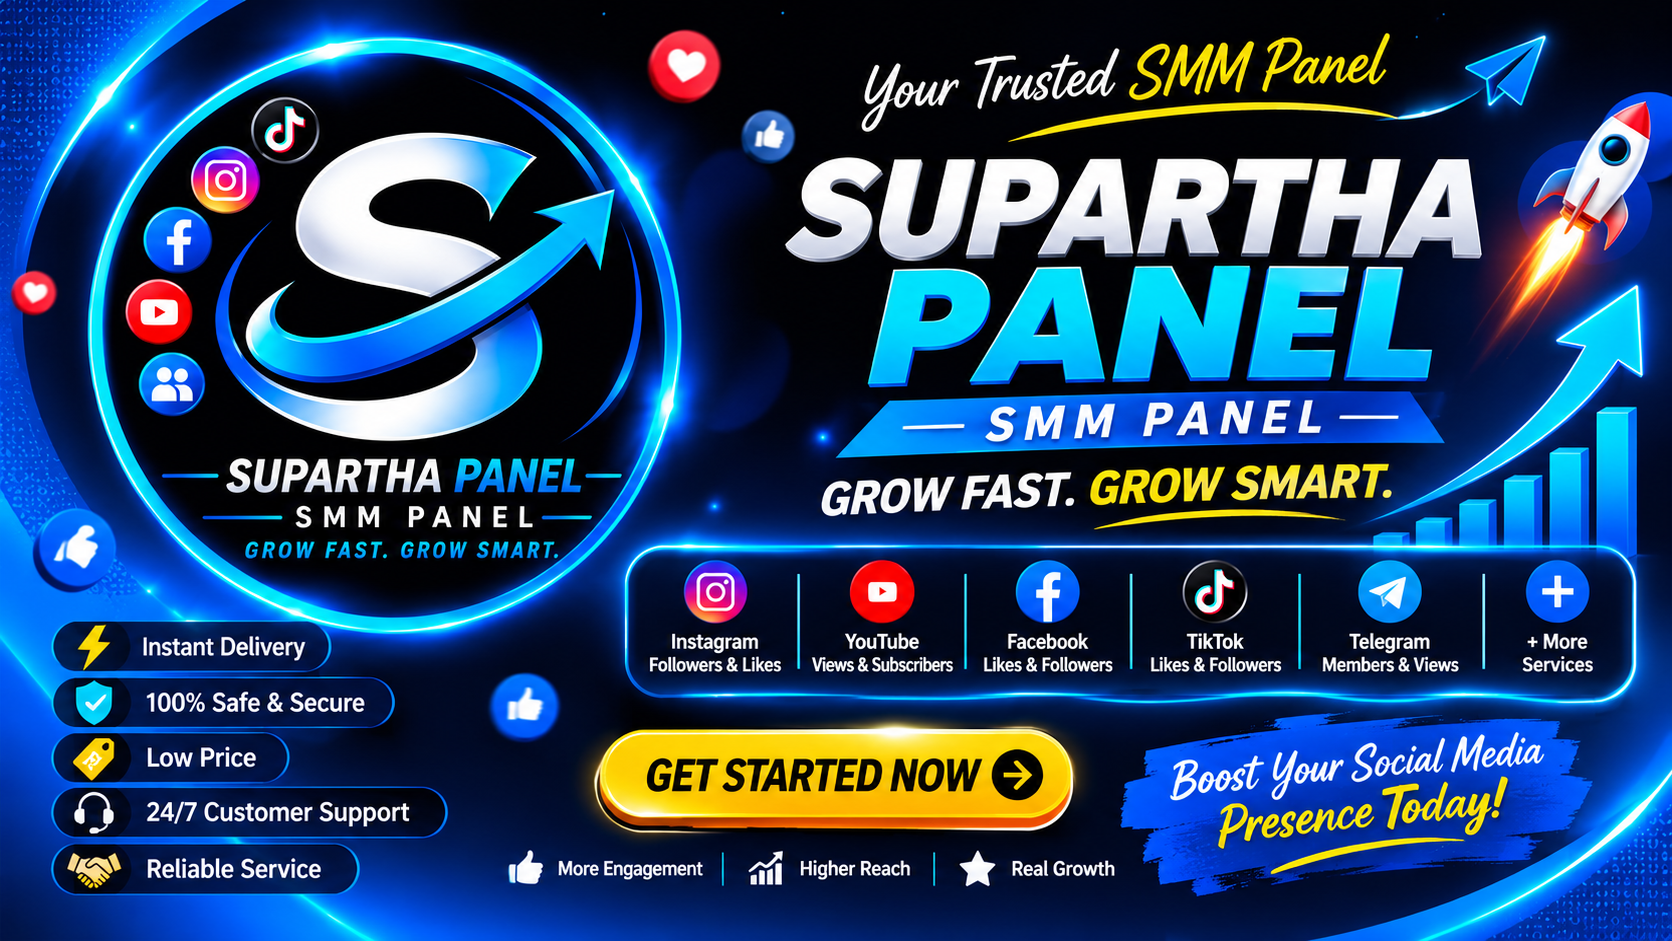 SUPARTHA PANEL
SMM PANEL
GROW FAST. GROW SMART.
Instant Delivery
100% Safe & Secure
Low Price
24/7 Customer Support
Reliable Service
Your Trusted SMM Panel
SUPARTHA
PANEL
SMM PANEL
GROW FAST. GROW SMART.
Instagram
Followers & Likes
YouTube
Views & Subscribers
Facebook
Likes & Followers
TikTok
Likes & Followers
Telegram
Members & Views
+ More
Services
GET STARTED NOW
Boost Your Social Media
Presence Today!
More Engagement
Higher Reach
Real Growth